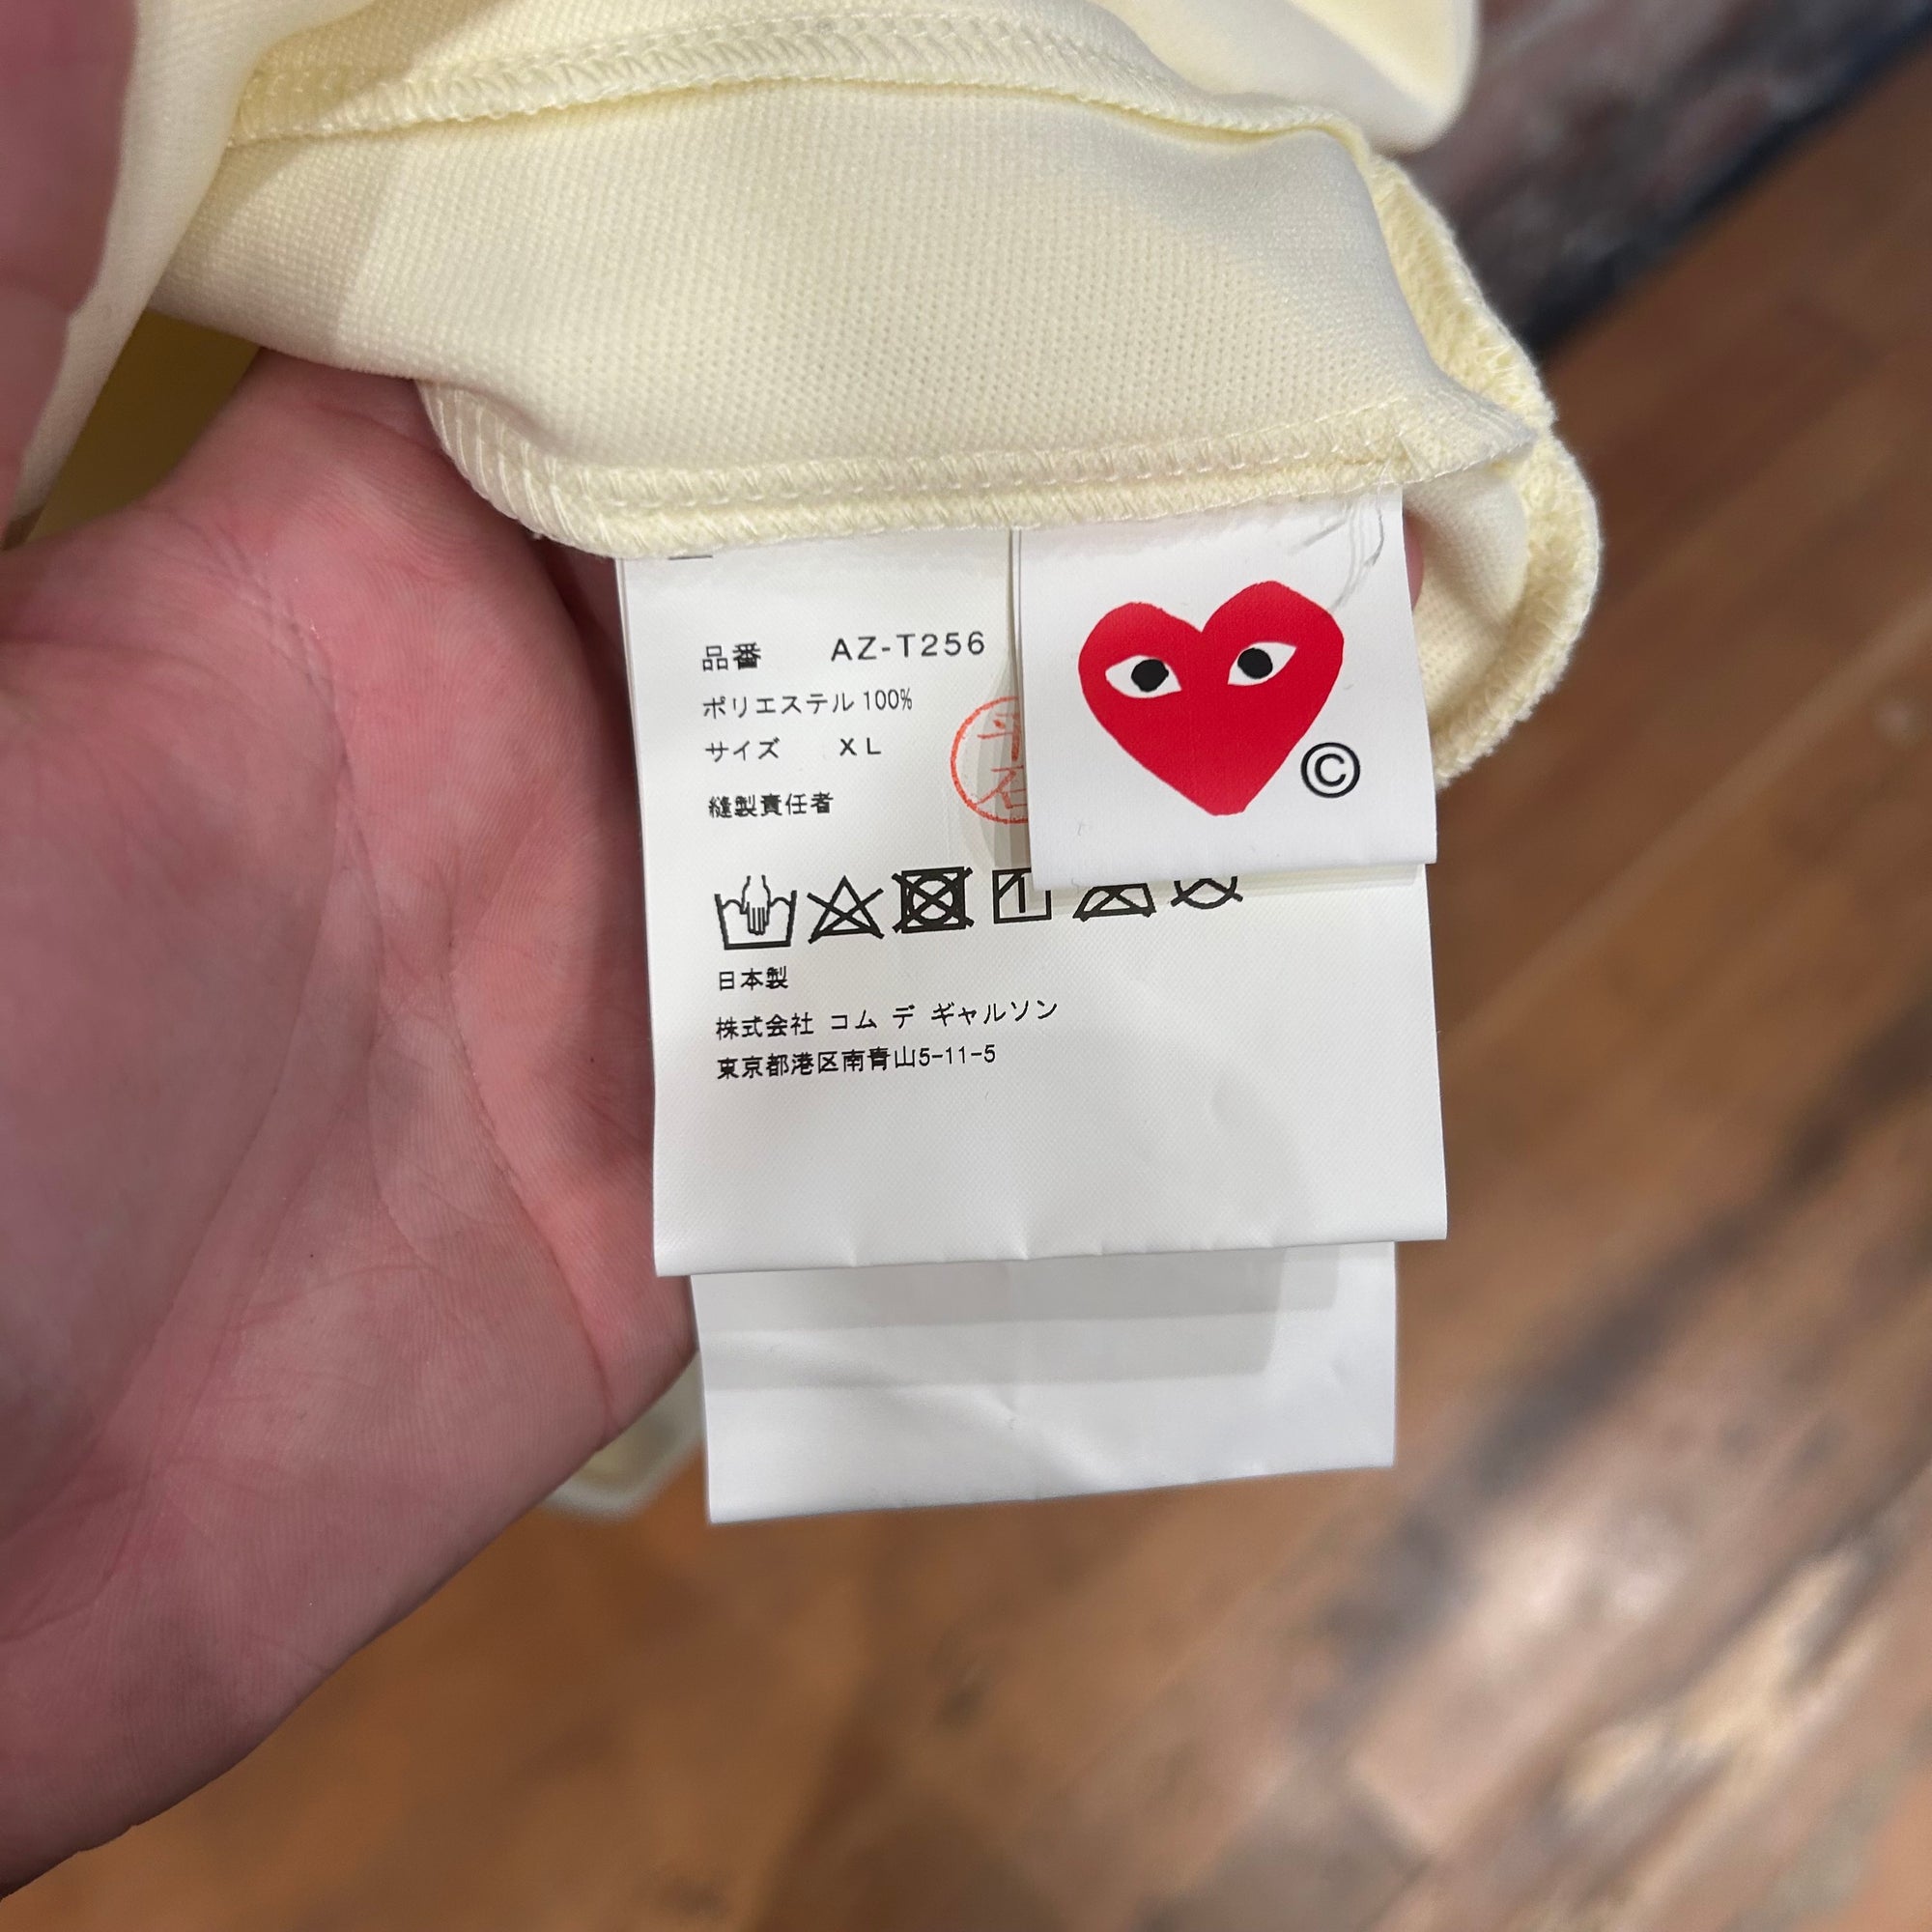 品番 AZ-T256
ポリエステル 100%
サイズ XL
縫製責任者
日本製
株式会社 コム デ ギャルソン
東京都港区南青山5-11-5
©